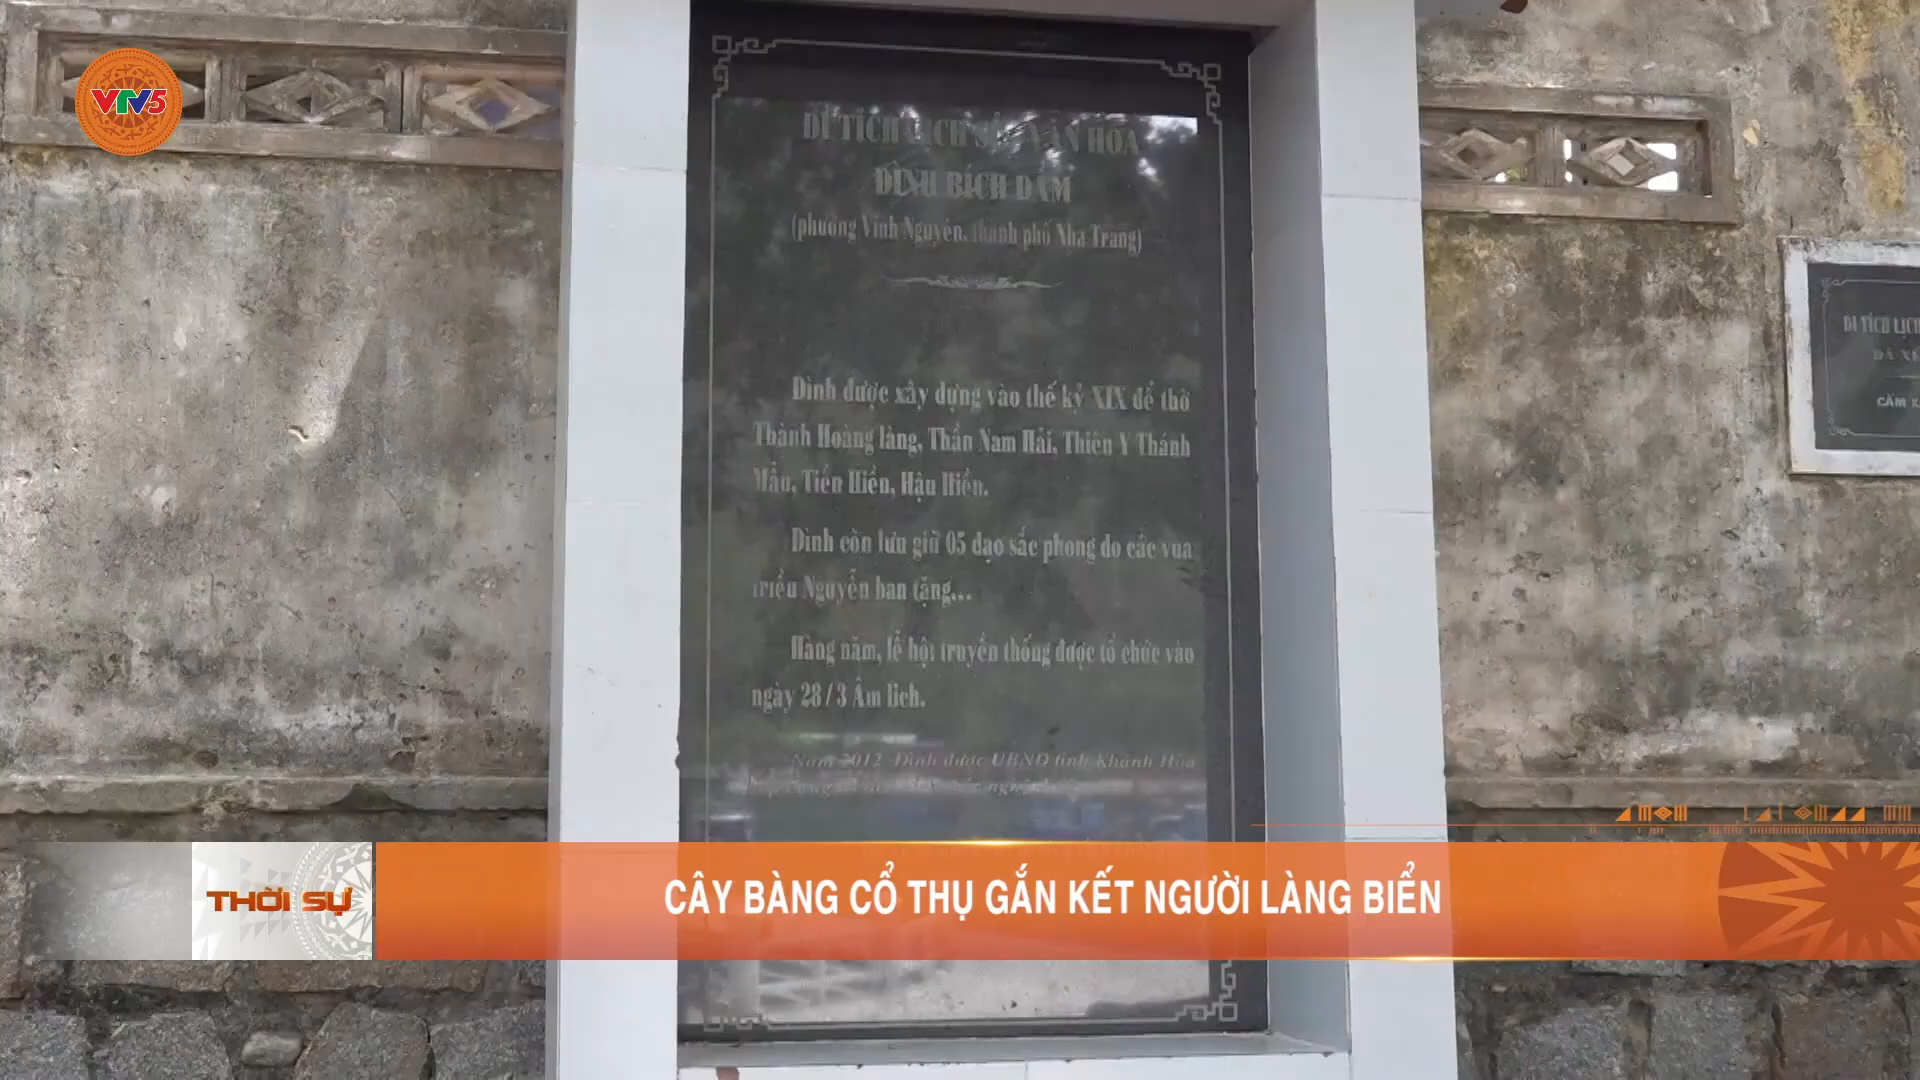 VTV5
DI TÍCH LỊCH SỬ - VĂN HÓA
ĐÌNH BÍCH ĐẦM
(phường Vĩnh Nguyên, thành phố Nha Trang)
Đình được xây dựng vào thế kỷ XIX để thờ
Thành Hoàng làng, Thần Nam Hải, Thiên Y Thánh
Mẫu, Tiền Hiền, Hậu Hiền.
Đình còn lưu giữ 05 đạo sắc phong do các vua
triều Nguyễn ban tặng...
Hàng năm, lễ hội truyền thống được tổ chức vào
ngày 28/3 Âm lịch.
Năm 2012 Đình được UBND tỉnh Khánh Hòa
DI TÍCH LỊCH
CẤM X
THỜI SỰ
CÂY BÀNG CỔ THỤ GẮN KẾT NGƯỜI LÀNG BIỂN